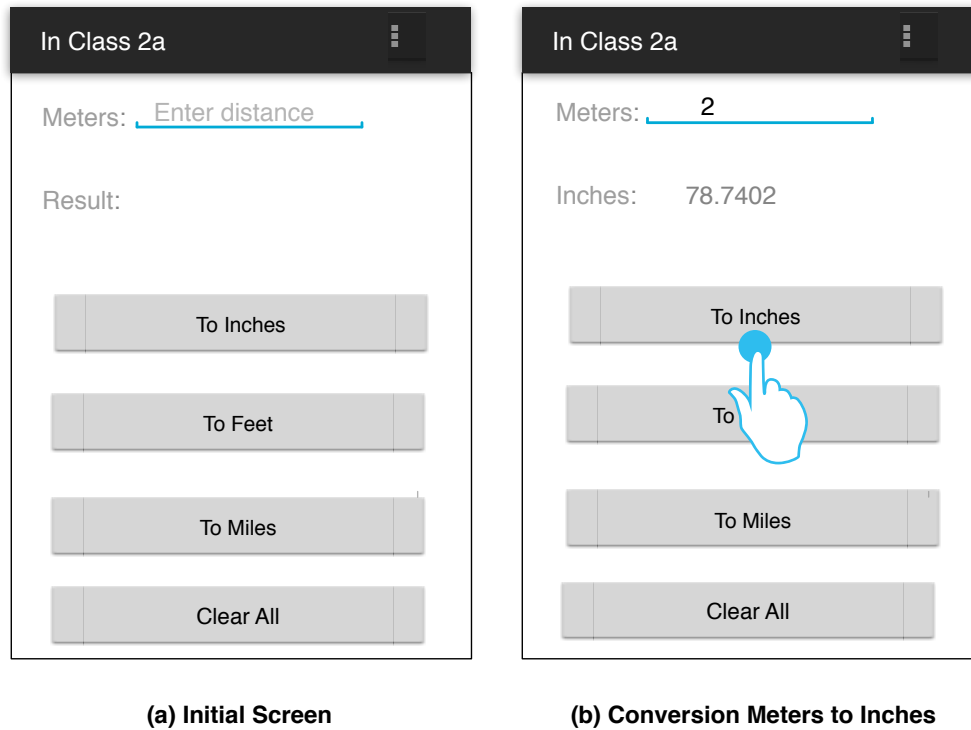 In Class 2a
Meters: Enter distance
Result:
To Inches
To Feet
To Miles
Clear All
(a) Initial Screen
In Class 2a
Meters: 2
Inches: 78.7402
To Inches
To
To Miles
Clear All
(b) Conversion Meters to Inches